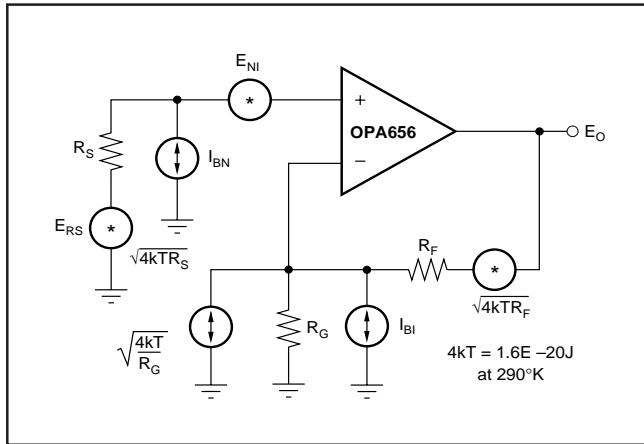 E_NI
+
OPA656
E_O
R_S
I_BN
−
E_RS
√4kTR_S
R_F
√4kTR_F
√4kT/R_G
R_G
I_BI
4kT = 1.6E –20J
at 290°K
*
*
*